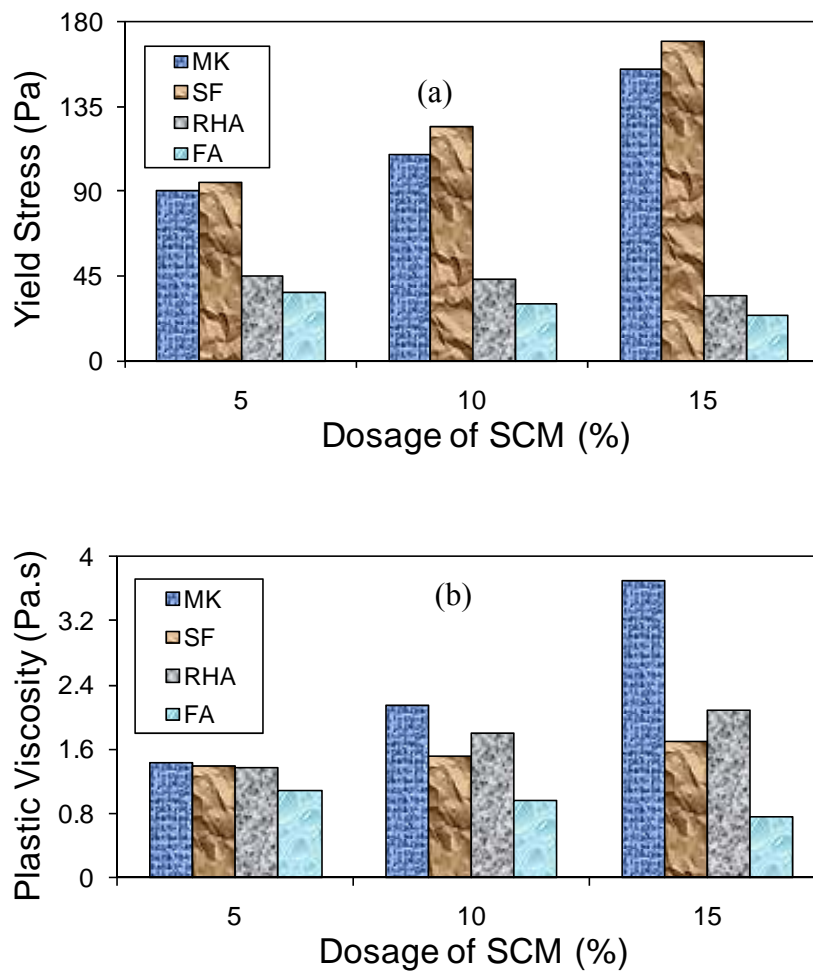 180
135
90
45
0
Yield Stress (Pa)
MK
SF
RHA
FA
(a)
5 10 15
Dosage of SCM (%)
4
3.2
2.4
1.6
0.8
0
Plastic Viscosity (Pa.s)
MK
SF
RHA
FA
(b)
5 10 15
Dosage of SCM (%)